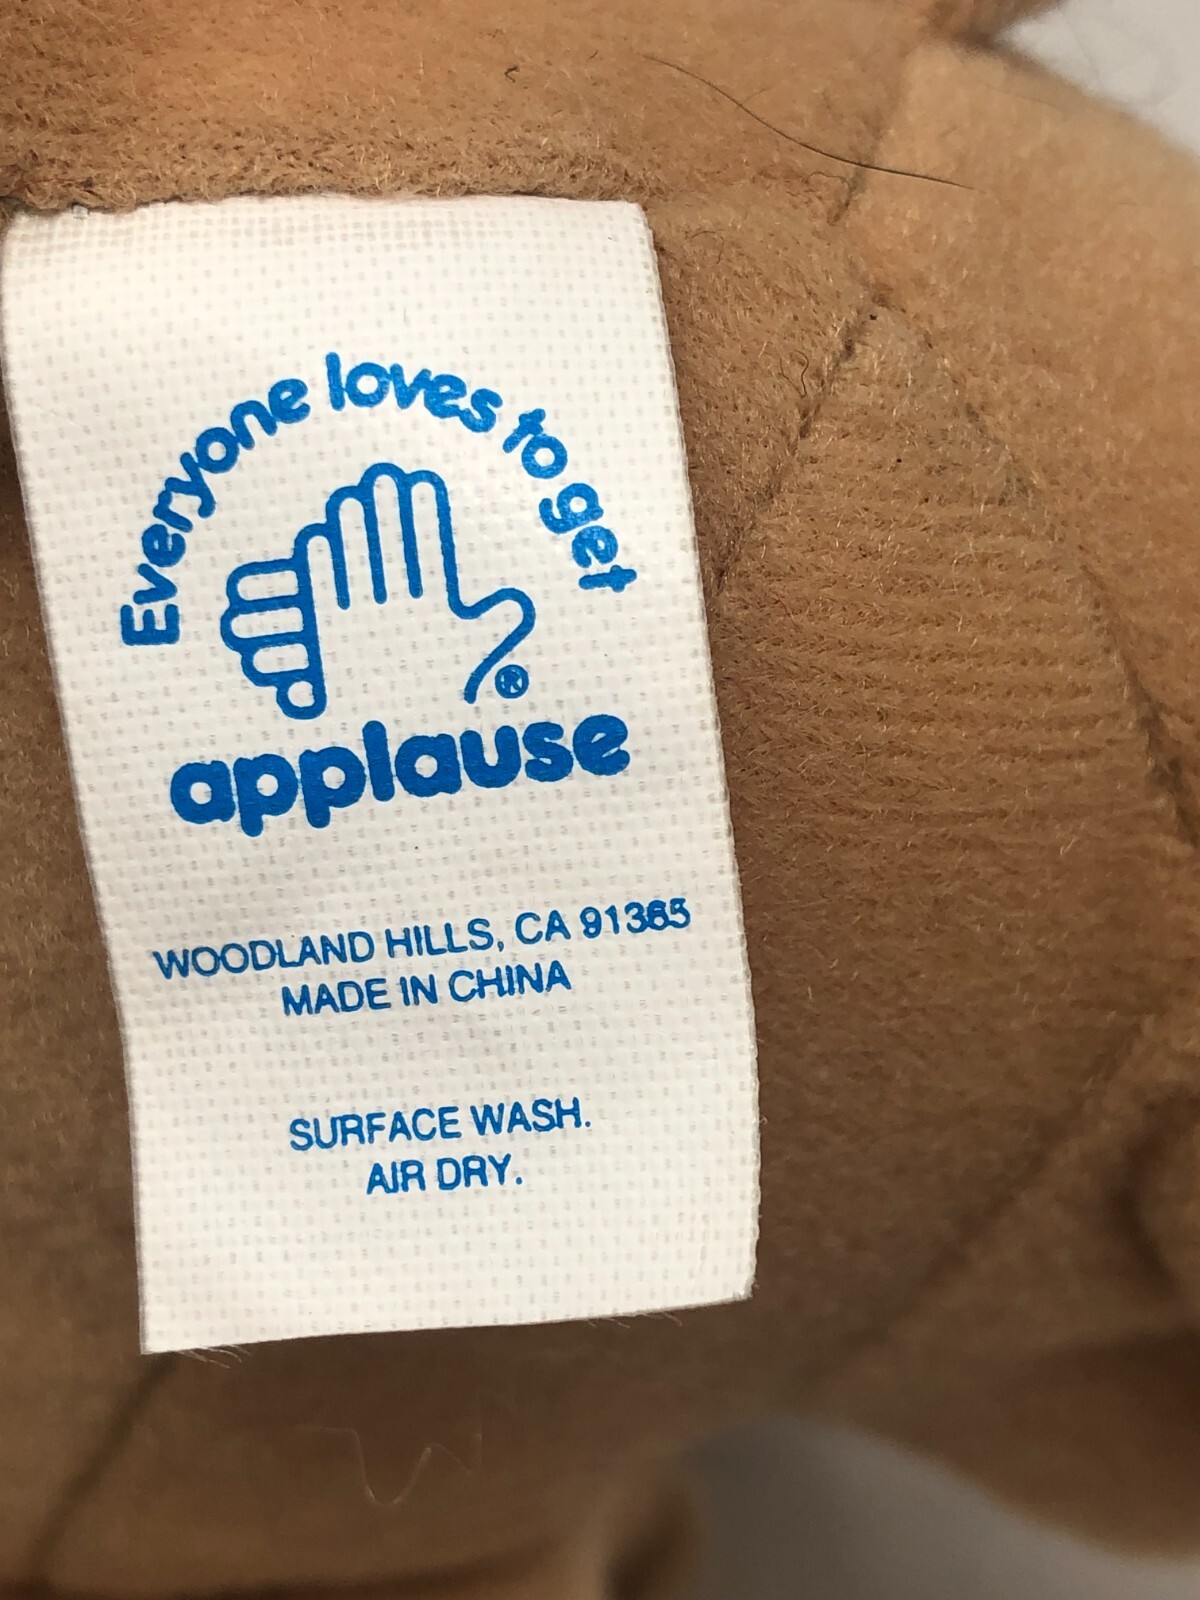 Everyone loves to get
®
applause
WOODLAND HILLS, CA 91365
MADE IN CHINA
SURFACE WASH.
AIR DRY.